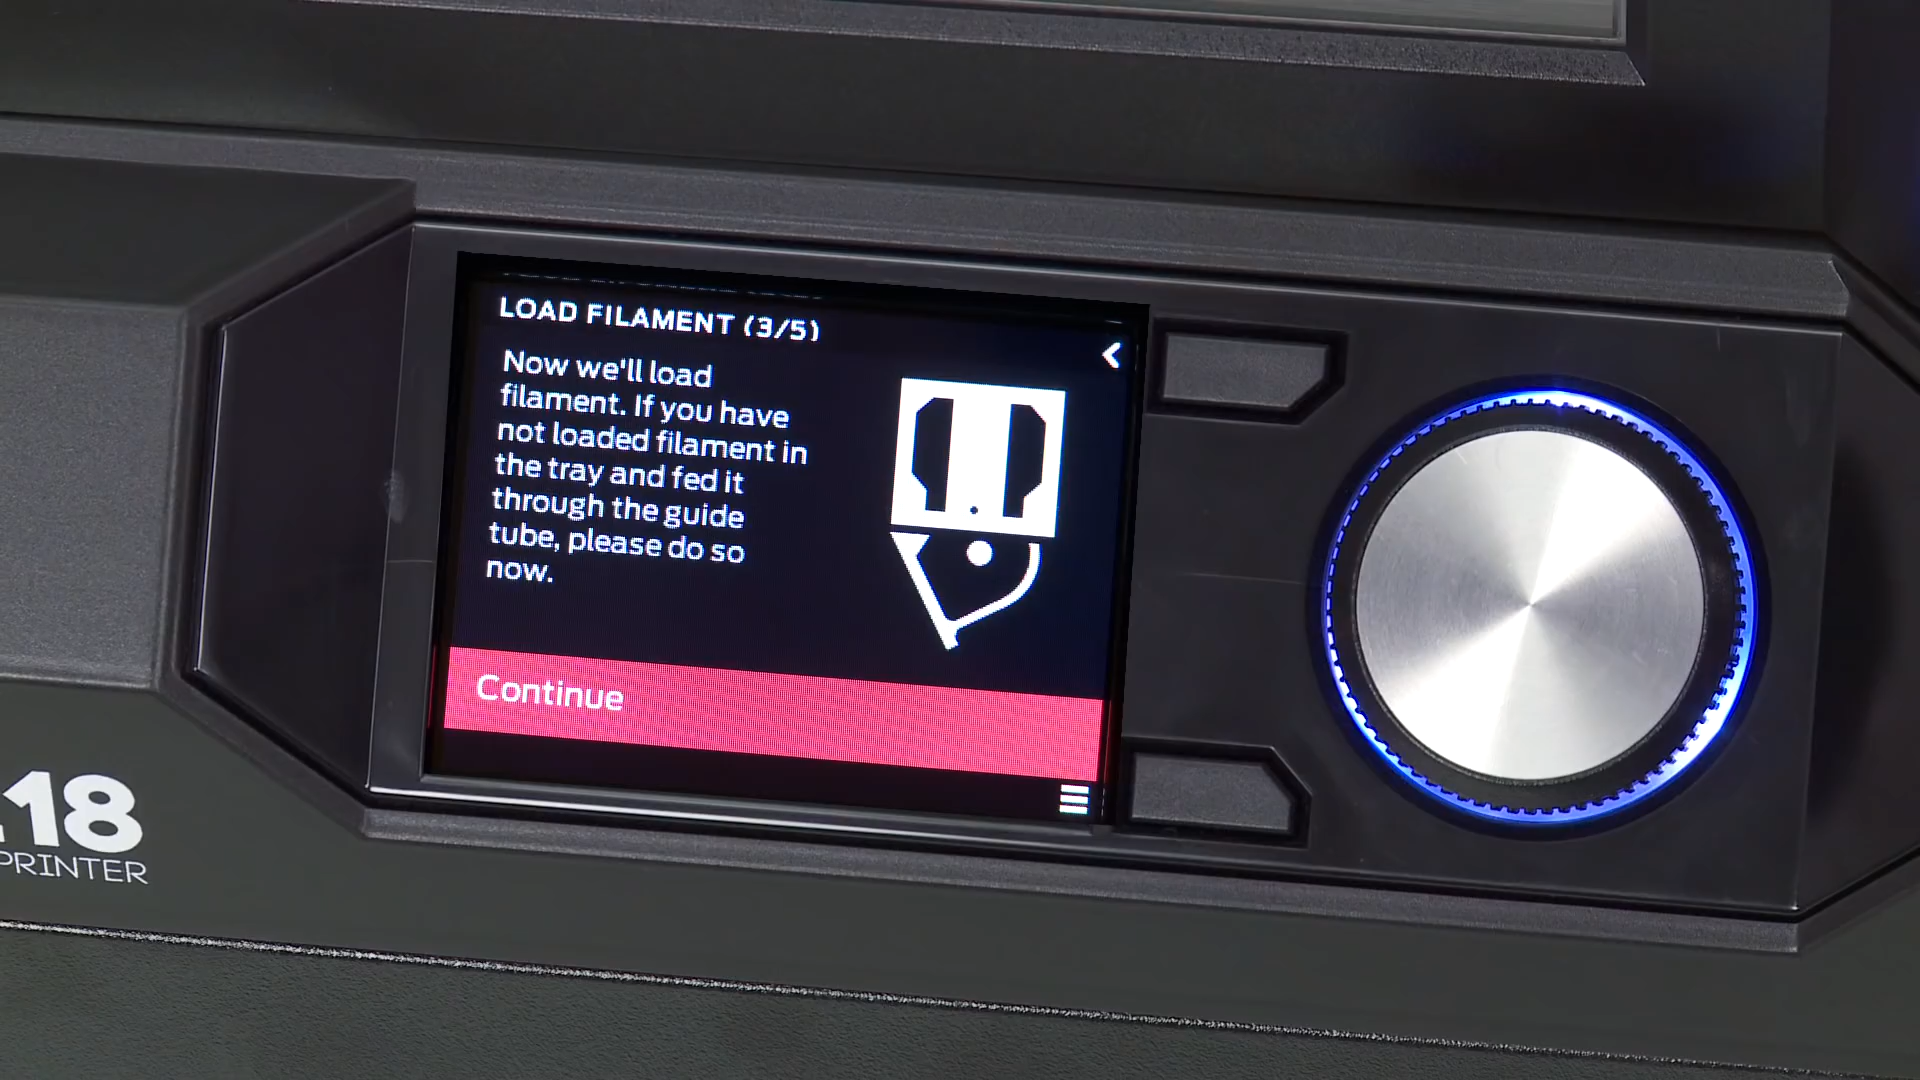 LOAD FILAMENT (3/5)
Now we'll load
filament. If you have
not loaded filament in
the tray and fed it
through the guide
tube, please do so
now.
Continue
.18
PRINTER